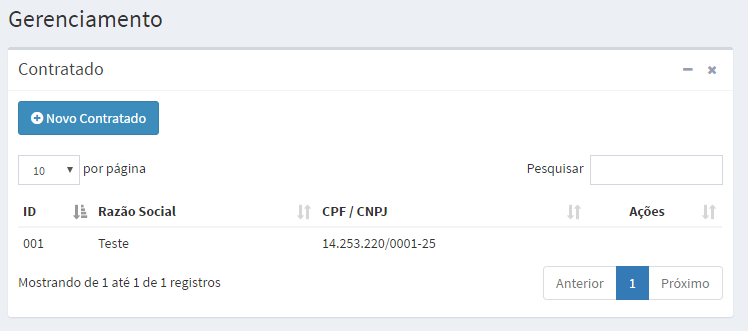 Gerenciamento
Contratado
Novo Contratado
10 por página Pesquisar
ID Razão Social CPF / CNPJ Ações
001 Teste 14.253.220/0001-25
Mostrando de 1 até 1 de 1 registros Anterior 1 Próximo